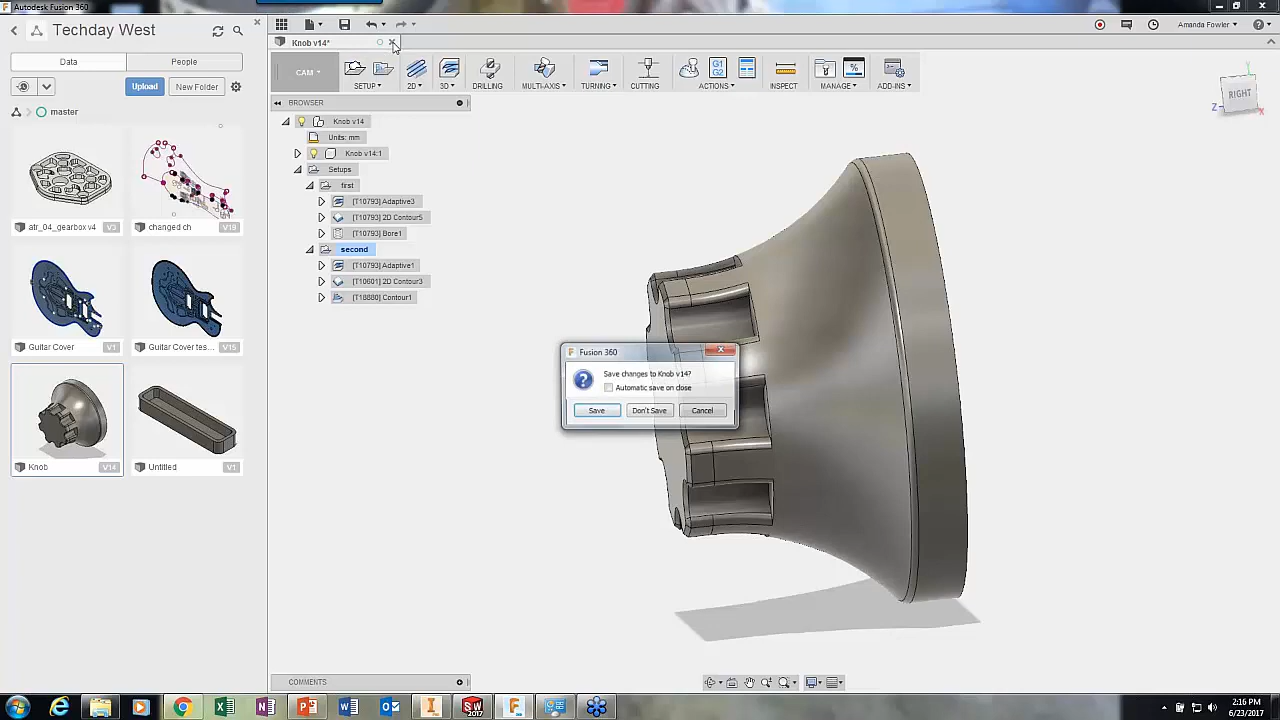 Autodesk Fusion 360
Techday West
Data
People
Upload
New Folder
master
atr_04_gearbox v4
V3
changed ch
V19
Guitar Cover
V1
Guitar Cover tes...
V15
Knob
V14
Untitled
V1
Amanda Fowler
Knob v14*
CAM
SETUP
2D
3D
DRILLING
MULTI-AXIS
TURNING
CUTTING
ACTIONS
INSPECT
MANAGE
ADD-INS
G1
G2
BROWSER
Knob v14
Units: mm
Knob v14:1
Setups
first
[T10793] Adaptive3
[T10793] 2D Contour5
[T10793] Bore1
second
[T10793] Adaptive1
[T10601] 2D Contour3
[T18880] Contour1
RIGHT
Z
X
Fusion 360
Save changes to Knob v14?
Automatic save on close
Save
Don't Save
Cancel
COMMENTS
2:16 PM
6/23/2017